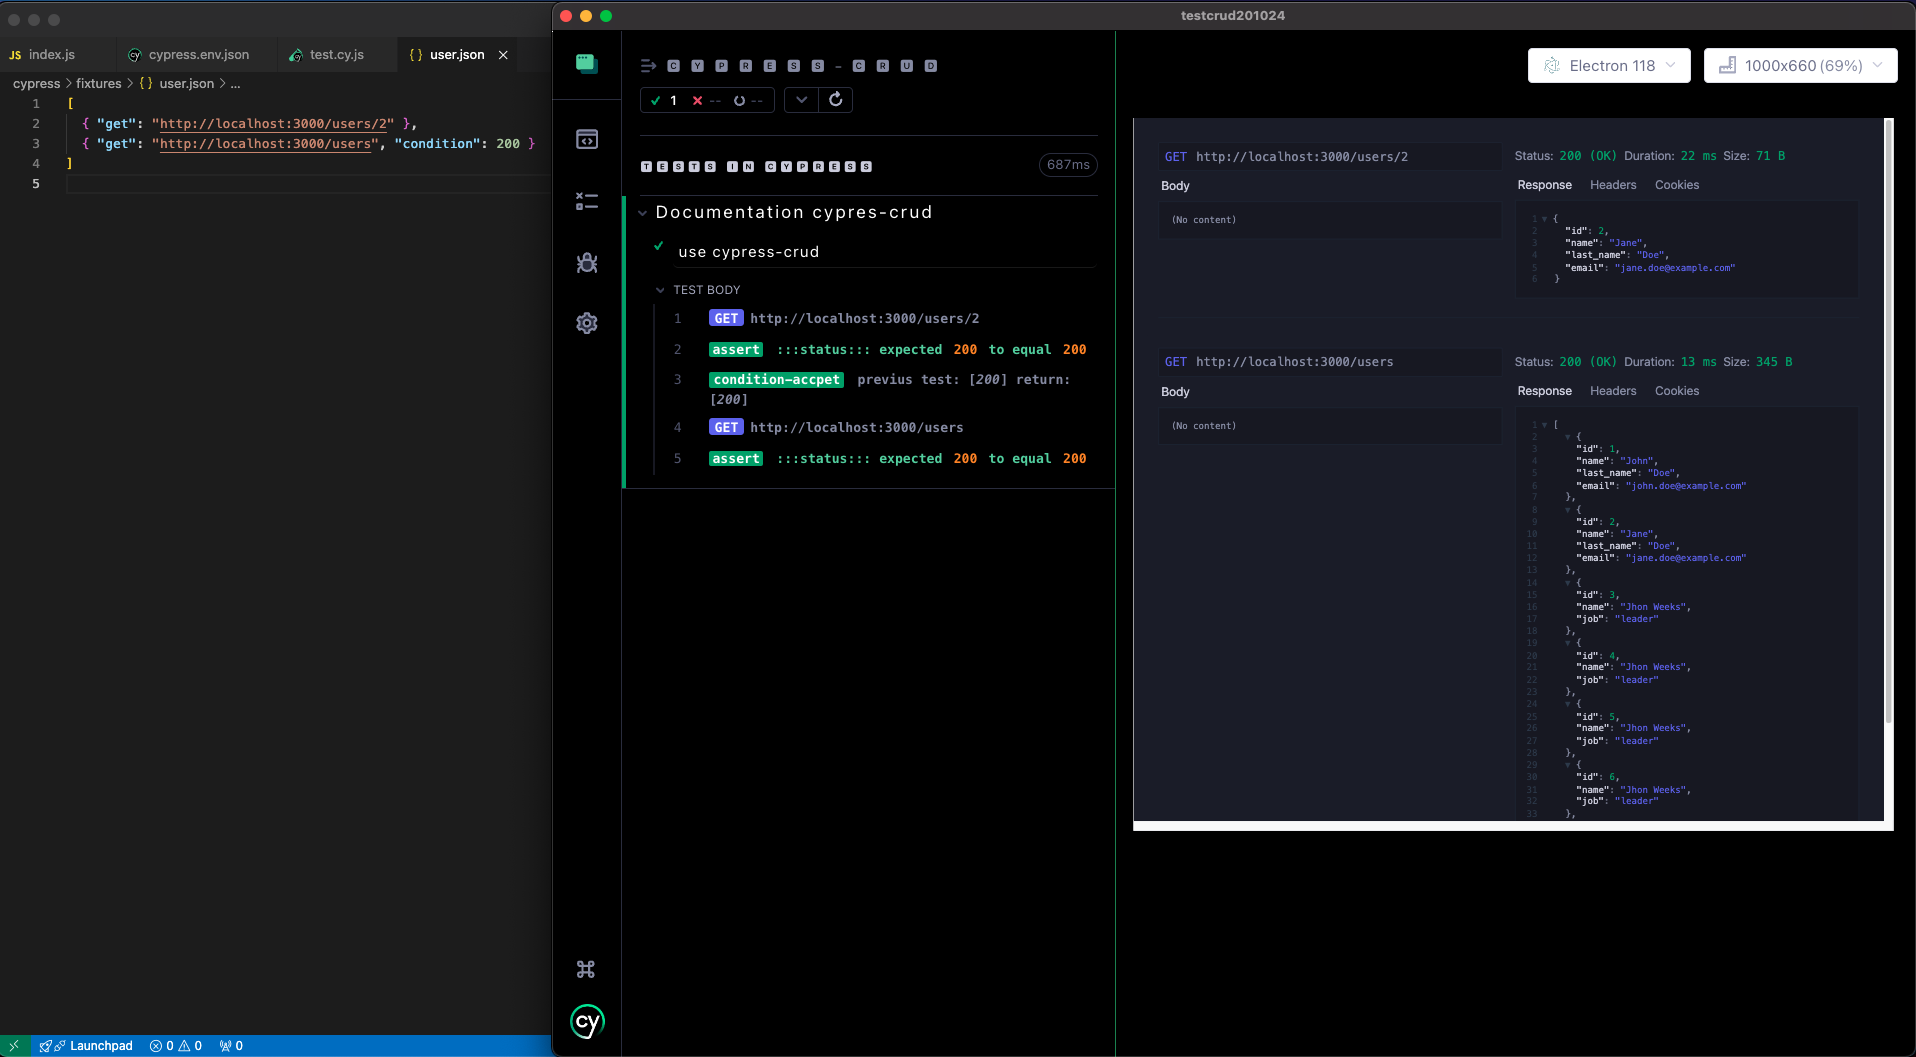 index.js
cypress.env.json
test.cy.js
user.json
cypress > fixtures > {} user.json > ...
1 [
2 { "get": "http://localhost:3000/users/2" },
3 { "get": "http://localhost:3000/users", "condition": 200 }
4 ]
5
Launchpad
0 0
0
testcrud201024
CYPRESS-CRUD
1 -- --
TESTS IN CYPRESS
687ms
Documentation cypres-crud
use cypress-crud
TEST BODY
1 GET http://localhost:3000/users/2
2 assert :::status::: expected 200 to equal 200
3 condition-accpet previus test: [200] return:
[200]
4 GET http://localhost:3000/users
5 assert :::status::: expected 200 to equal 200
cy
Electron 118
1000x660 (69%)
GET http://localhost:3000/users/2
Status: 200 (OK) Duration: 22 ms Size: 71 B
Body
Response Headers Cookies
(No content)
1 {
2 "id": 2,
3 "name": "Jane",
4 "last_name": "Doe",
5 "email": "jane.doe@example.com"
6 }
GET http://localhost:3000/users
Status: 200 (OK) Duration: 13 ms Size: 345 B
Body
Response Headers Cookies
(No content)
1 [
2 {
3 "id": 1,
4 "name": "John",
5 "last_name": "Doe",
6 "email": "john.doe@example.com"
7 },
8 {
9 "id": 2,
10 "name": "Jane",
11 "last_name": "Doe",
12 "email": "jane.doe@example.com"
13 },
14 {
15 "id": 3,
16 "name": "Jhon Weeks",
17 "job": "leader"
18 },
19 {
20 "id": 4,
21 "name": "Jhon Weeks",
22 "job": "leader"
23 },
24 {
25 "id": 5,
26 "name": "Jhon Weeks",
27 "job": "leader"
28 },
29 {
30 "id": 6,
31 "name": "Jhon Weeks",
32 "job": "leader"
33 },